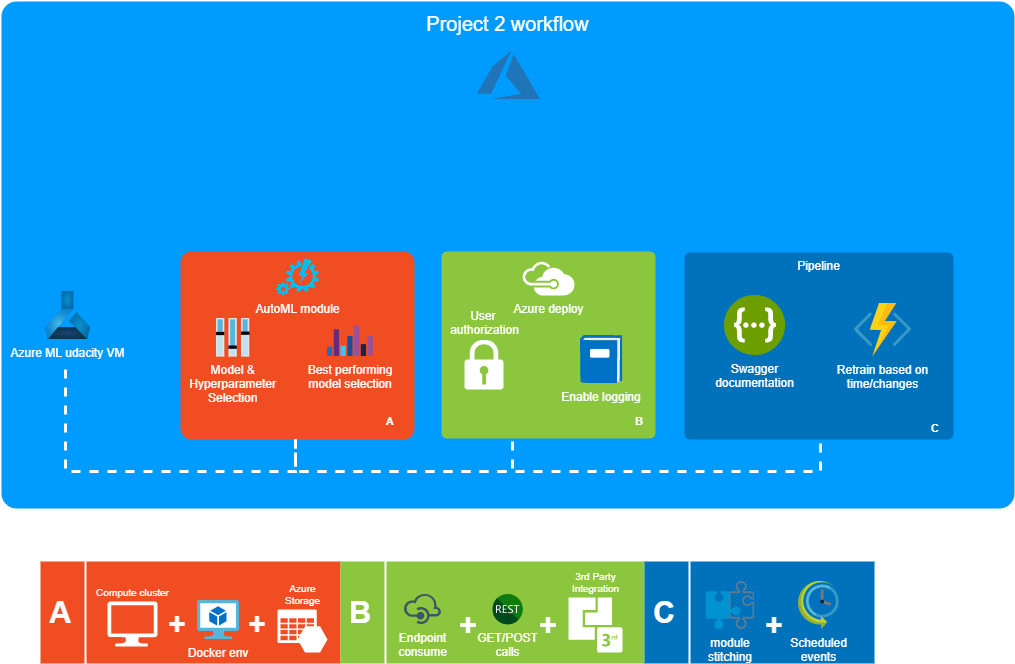 Project 2 workflow
Azure ML udacity VM
AutoML module
Model &
Hyperparameter
Selection
Best performing
model selection
A
Azure deploy
User
authorization
Enable logging
B
Pipeline
{...}
Swagger
documentation
Retrain based on
time/changes
C
A
Compute cluster
+
Docker env
+
Azure
Storage
B
Endpoint
consume
+
REST
GET/POST
calls
+
3rd Party
Integration
3rd
C
module
stitching
+
Scheduled
events